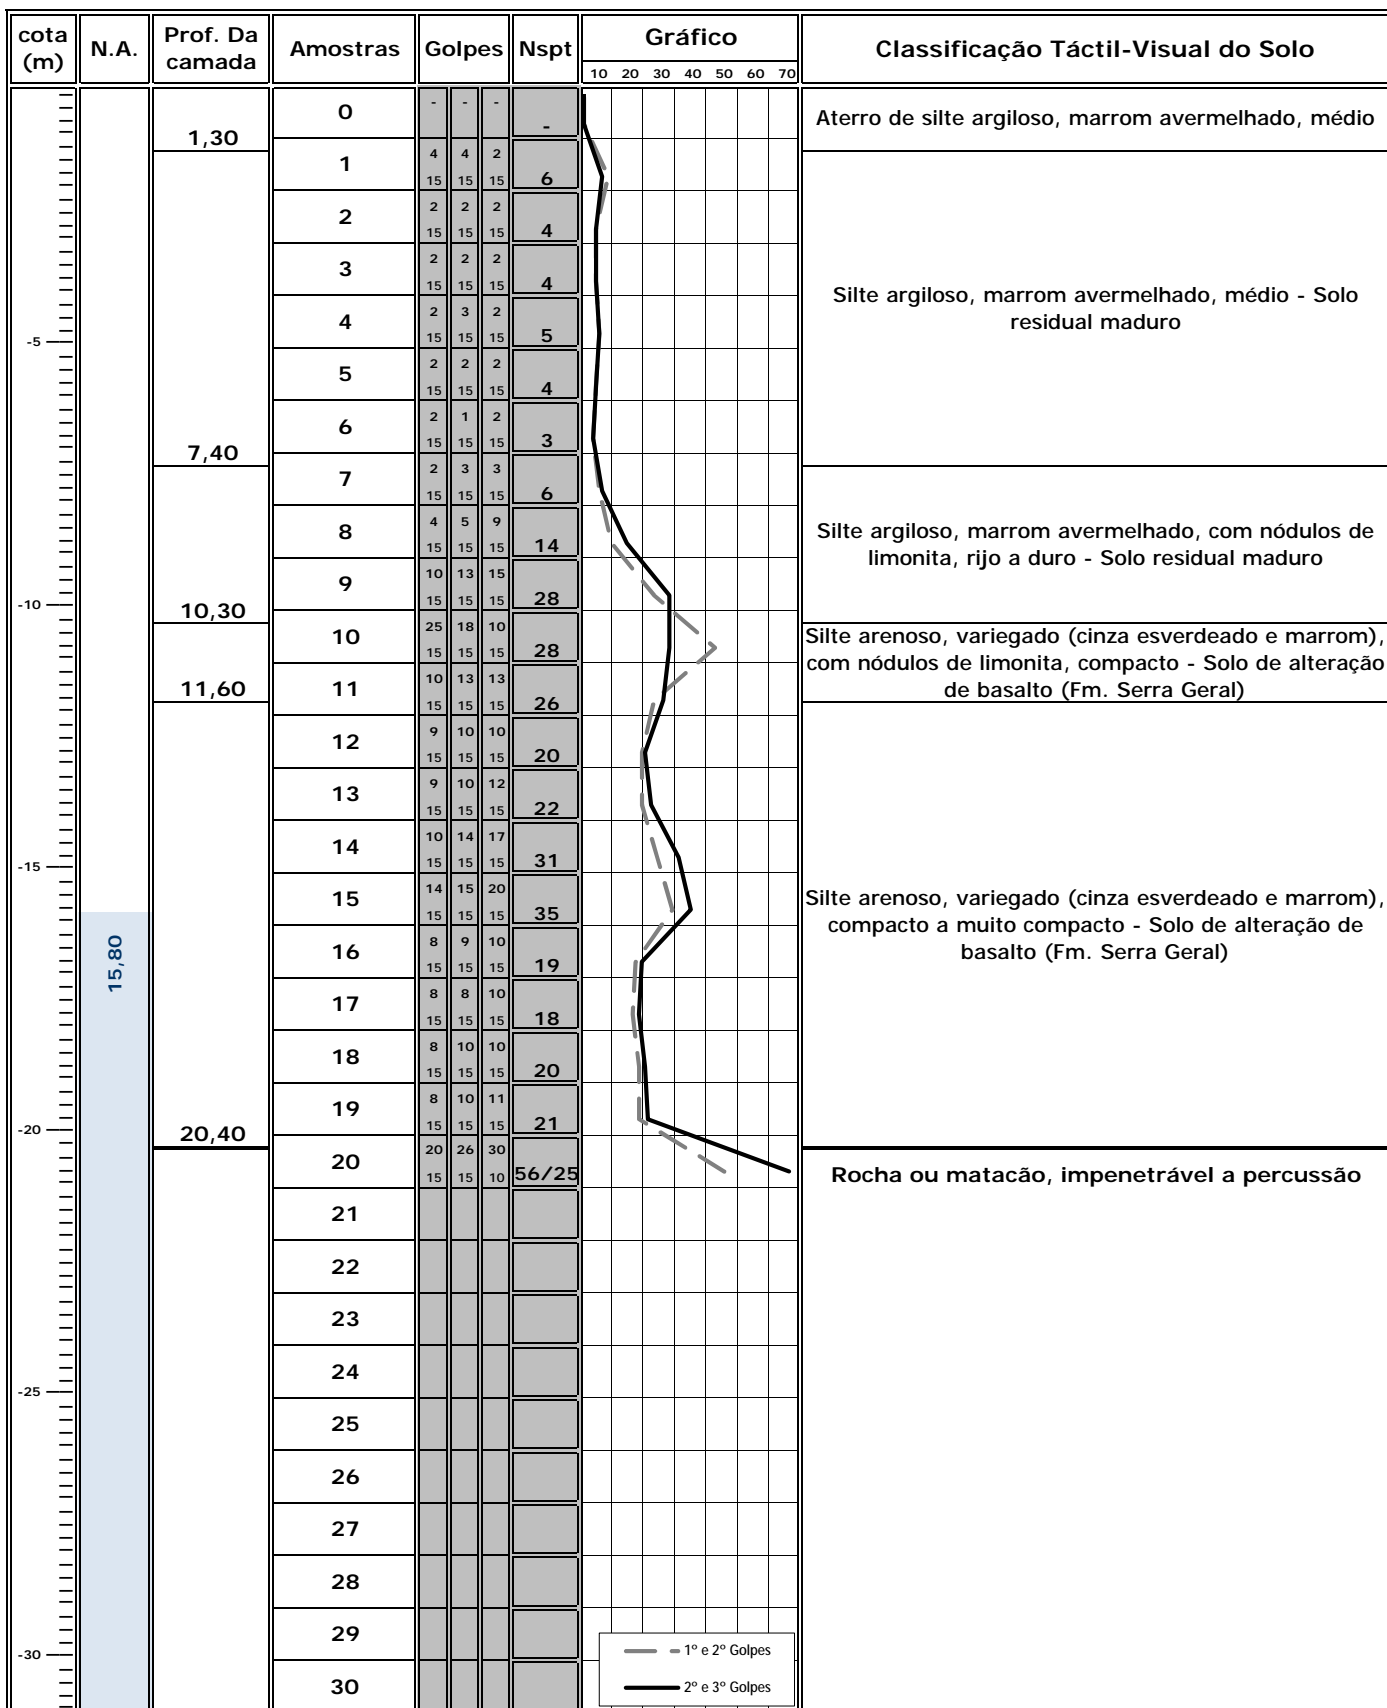 cota (m) N.A. Prof. Da camada Amostras Golpes Nspt Gráfico Classificação Táctil-Visual do Solo
10 20 30 40 50 60 70
0 - - - -
Aterro de silte argiloso, marrom avermelhado, médio
1,30
1 4 4 2
15 15 15 6
2 2 2 2
15 15 15 4
3 2 2 2
15 15 15 4
Silte argiloso, marrom avermelhado, médio - Solo
residual maduro
4 2 3 2
15 15 15 5
-5
5 2 2 2
15 15 15 4
6 2 1 2
15 15 15 3
7,40
7 2 3 3
15 15 15 6
8 4 5 9
15 15 15 14
Silte argiloso, marrom avermelhado, com nódulos de
limonita, rijo a duro - Solo residual maduro
9 10 13 15
15 15 15 28
-10
10,30
10 25 18 10
15 15 15 28
Silte arenoso, variegado (cinza esverdeado e marrom),
com nódulos de limonita, compacto - Solo de alteração
de basalto (Fm. Serra Geral)
11 10 13 13
15 15 15 26
11,60
12 9 10 10
15 15 15 20
13 9 10 12
15 15 15 22
14 10 14 17
15 15 15 31
-15
15 14 15 20
15 15 15 35
Silte arenoso, variegado (cinza esverdeado e marrom),
compacto a muito compacto - Solo de alteração de
basalto (Fm. Serra Geral)
15,80
16 8 9 10
15 15 15 19
17 8 8 10
15 15 15 18
18 8 10 10
15 15 15 20
19 8 10 11
15 15 15 21
-20
20,40
20 20 26 30
15 15 10 56/25
Rocha ou matacão, impenetrável a percussão
21
22
23
24
-25
25
26
27
28
29
-30
30
1º e 2º Golpes
2º e 3º Golpes